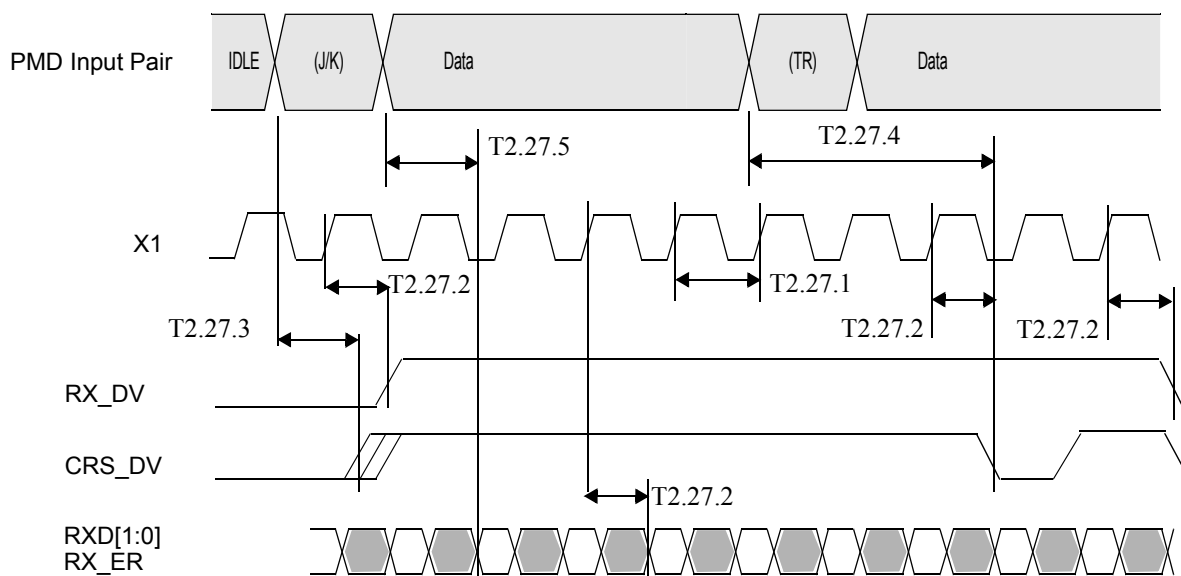 PMD Input Pair
IDLE
(J/K)
Data
(TR)
Data
T2.27.5
T2.27.4
X1
T2.27.2
T2.27.1
T2.27.3
T2.27.2
T2.27.2
RX_DV
CRS_DV
T2.27.2
RXD[1:0]
RX_ER